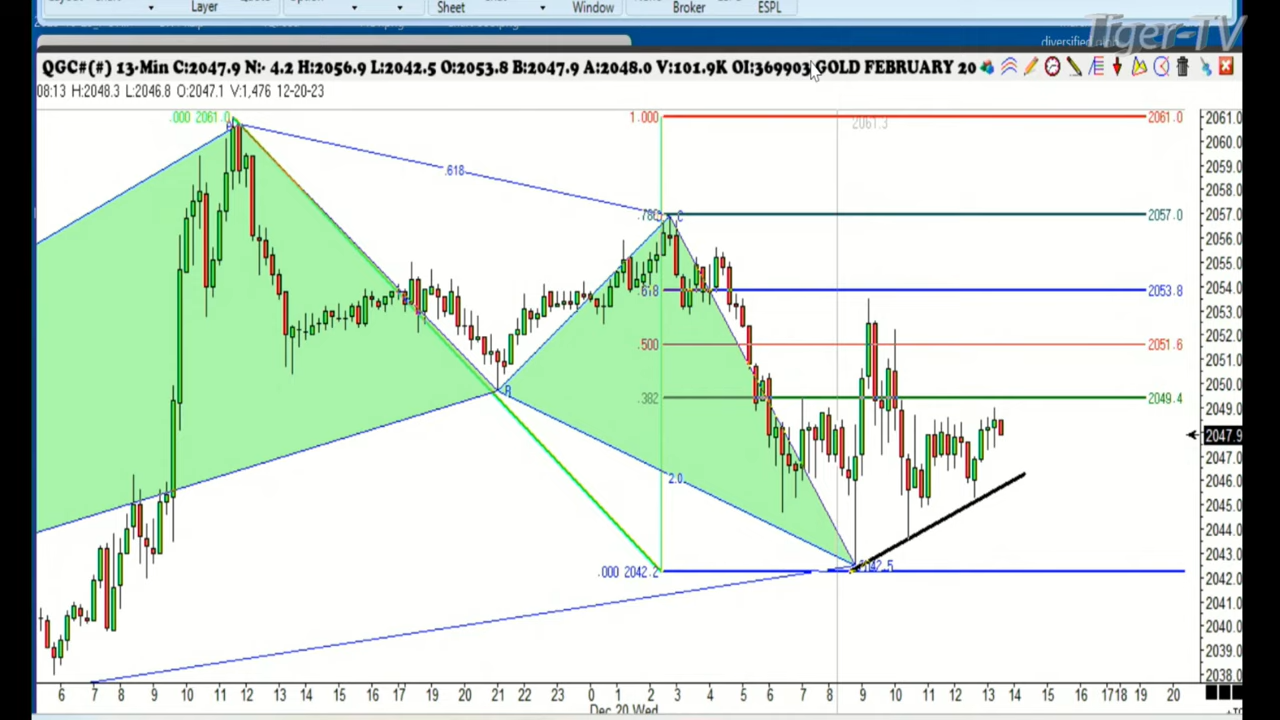 Layer Sheet Window Broker ESPL
Tiger-TV
QGC#(#) 13-Min C:2047.9 N:- 4.2 H:2056.9 L:2042.5 O:2053.8 B:2047.9 A:2048.0 V:101.9K OI:369903 GOLD FEBRUARY 20
08:13 H:2048.3 L:2046.8 O:2047.1 V:1,476 12-20-23
.000 2061.0 1.000 2061.3 2061.0 2061.0
2060.0
2059.0
.618 2058.0
C 2057.0 2057.0
2056.0
2055.0
.618 2053.8 2054.0
2053.0
2052.0
.500 2051.6
2051.0
2050.0
.382 2049.4
2049.0
2047.9
2047.0
2.0 2046.0
2045.0
2044.0
2043.0
.000 2042.2 2042.5
2042.0
2041.0
2040.0
2039.0
2038.0
6 7 8 9 10 11 12 13 14 15 16 17 18 19 20 21 22 23 0 1 2 3 4 5 6 7 8 9 10 11 12 13 14 15 16 1718 19 20
Dec 20 Wed